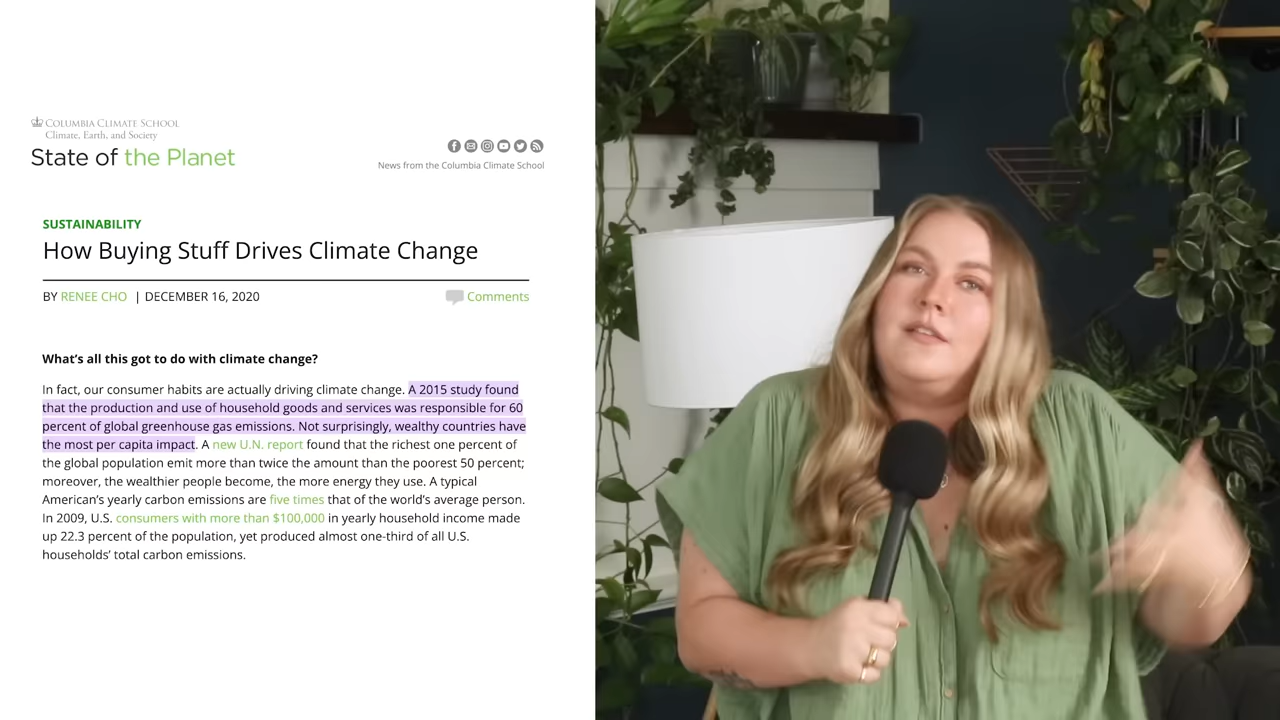 COLUMBIA CLIMATE SCHOOL
Climate, Earth, and Society
State of the Planet
News from the Columbia Climate School
SUSTAINABILITY
How Buying Stuff Drives Climate Change
BY RENEE CHO | DECEMBER 16, 2020
Comments
What’s all this got to do with climate change?
In fact, our consumer habits are actually driving climate change. A 2015 study found
that the production and use of household goods and services was responsible for 60
percent of global greenhouse gas emissions. Not surprisingly, wealthy countries have
the most per capita impact. A new U.N. report found that the richest one percent of
the global population emit more than twice the amount than the poorest 50 percent;
moreover, the wealthier people become, the more energy they use. A typical
American’s yearly carbon emissions are five times that of the world’s average person.
In 2009, U.S. consumers with more than $100,000 in yearly household income made
up 22.3 percent of the population, yet produced almost one-third of all U.S.
households’ total carbon emissions.